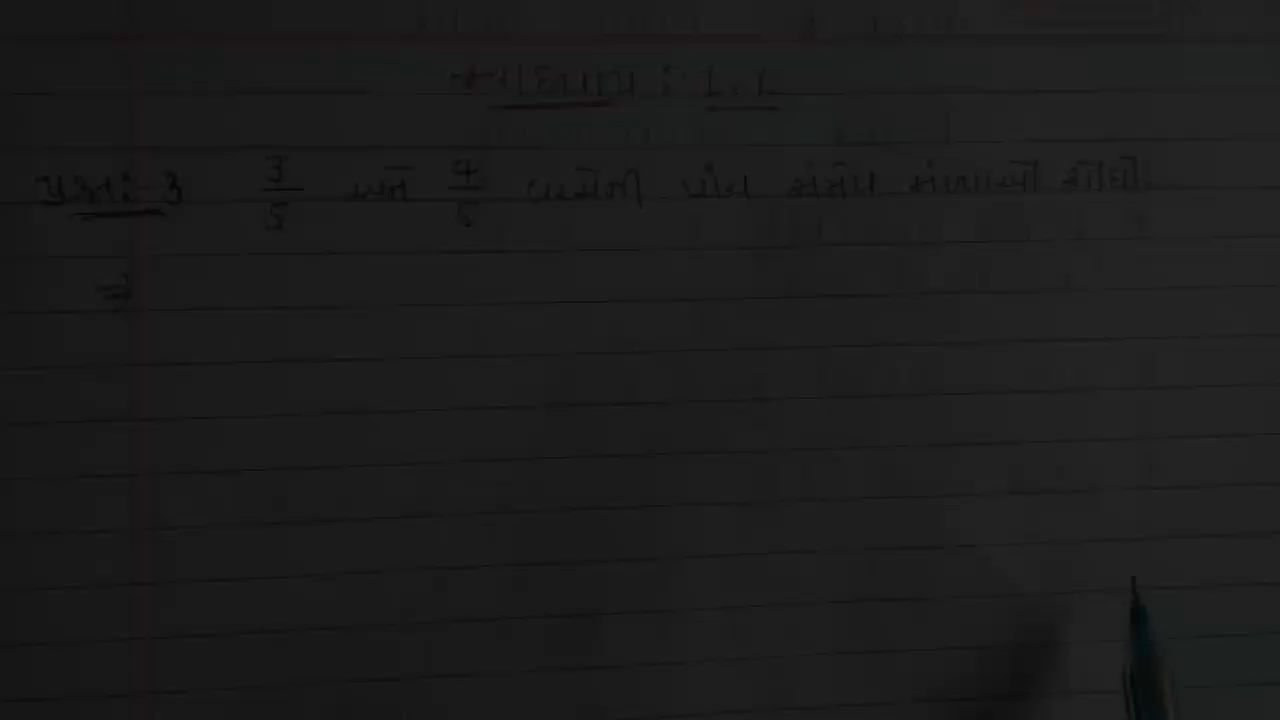 સ્વાધ્યાય : 1.1
પ્રશ્ન: 3 3/5 અને 4/5 વચ્ચેની પાંચ સંમેય સંખ્યાઓ શોધો.
⇒